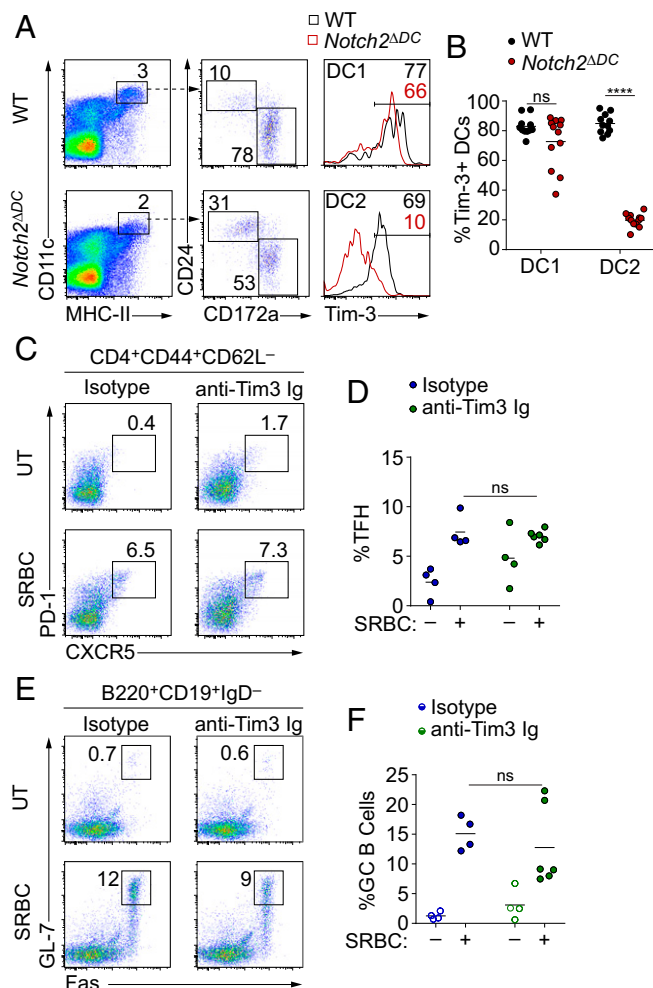 A
WT
Notch2ΔDC
B
WT
Notch2ΔDC
3
10
78
DC1
77
66
WT
2
31
53
DC2
69
10
Notch2ΔDC
CD11c
CD24
MHC-II
CD172a
Tim-3
ns
****
100
80
60
40
20
0
%Tim-3+ DCs
DC1
DC2
C
CD4+CD44+CD62L–
Isotype
anti-Tim3 Ig
UT
0.4
1.7
SRBC
6.5
7.3
PD-1
CXCR5
D
Isotype
anti-Tim3 Ig
15
10
5
0
%TFH
ns
SRBC: – + – +
E
B220+CD19+IgD–
Isotype
anti-Tim3 Ig
UT
0.7
0.6
SRBC
12
9
GL-7
Fas
F
Isotype
anti-Tim3 Ig
25
20
15
10
5
0
%GC B Cells
ns
SRBC: – + – +